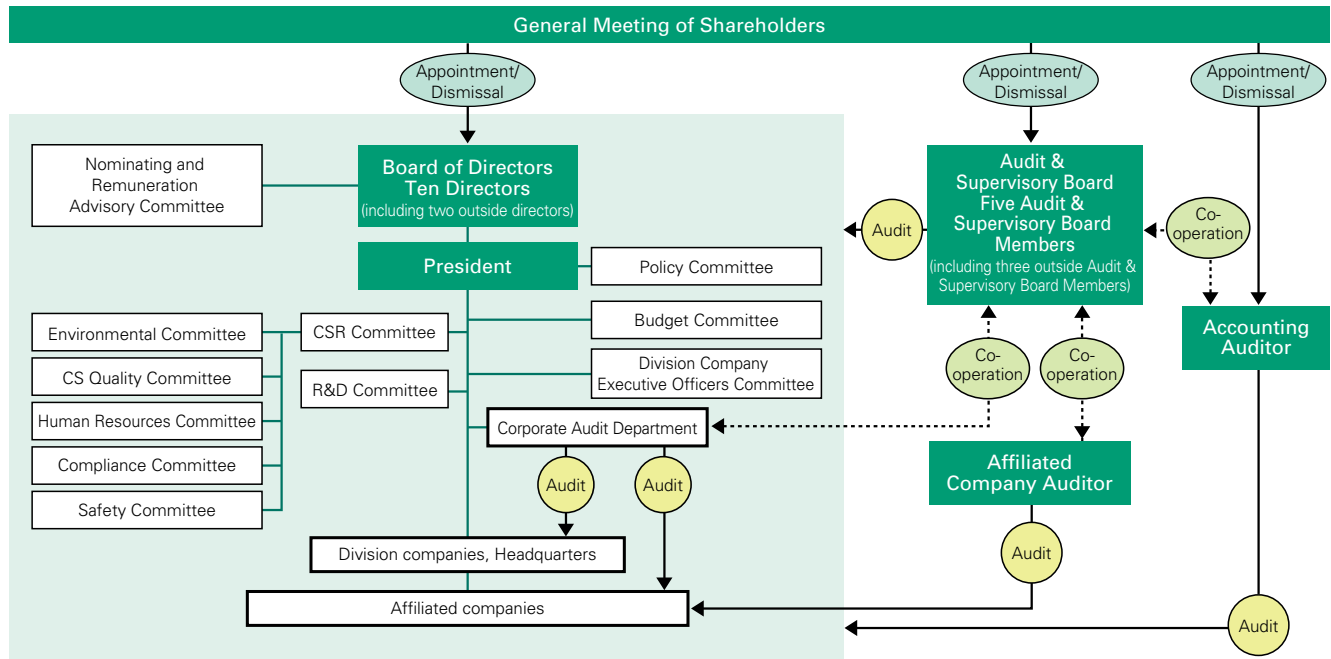 General Meeting of Shareholders
Appointment/
Dismissal
Appointment/
Dismissal
Appointment/
Dismissal
Nominating and
Remuneration
Advisory Committee
Board of Directors
Ten Directors
(including two outside directors)
Audit &
Supervisory Board
Five Audit &
Supervisory Board
Members
(including three outside Audit &
Supervisory Board Members)
Audit
Co-
operation
President
Policy Committee
Environmental Committee
CSR Committee
Budget Committee
Accounting
Auditor
CS Quality Committee
R&D Committee
Division Company
Executive Officers Committee
Co-
operation
Co-
operation
Human Resources Committee
Corporate Audit Department
Compliance Committee
Audit
Audit
Affiliated
Company Auditor
Safety Committee
Division companies, Headquarters
Audit
Affiliated companies
Audit